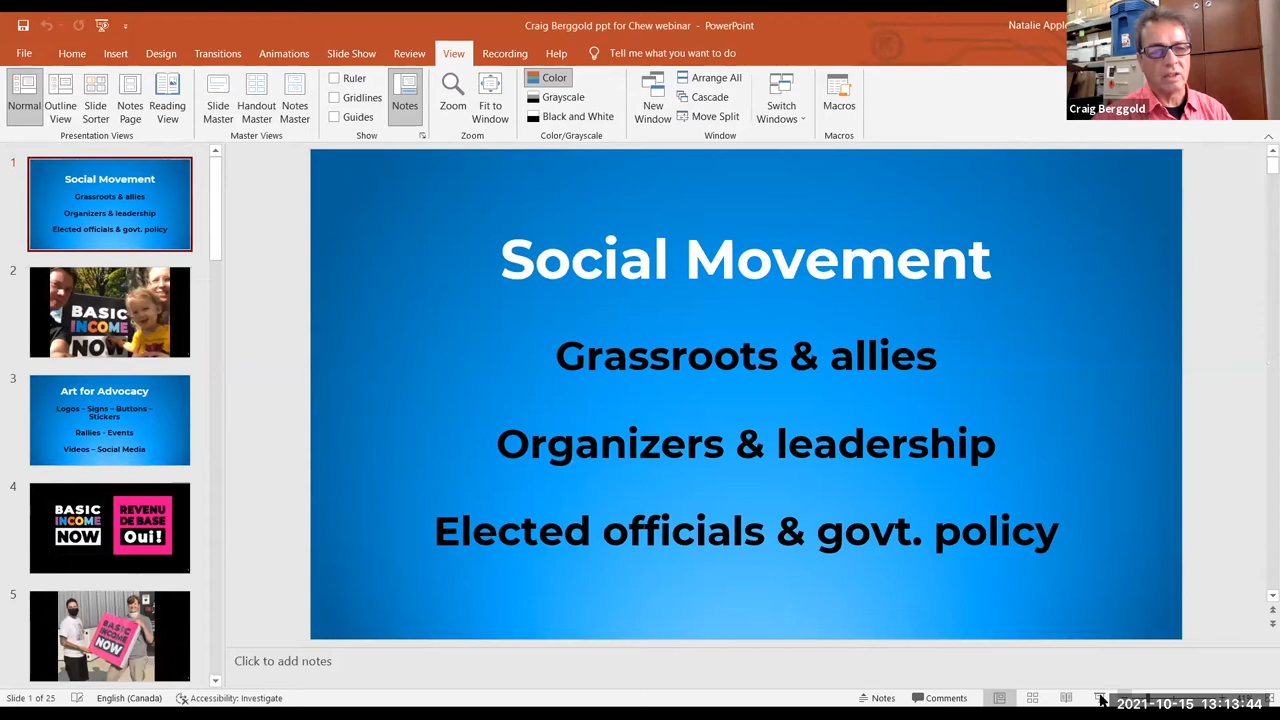 Craig Berggold ppt for Chew webinar - PowerPoint
Natalie Apple
Craig Berggold
File Home Insert Design Transitions Animations Slide Show Review View Recording Help Tell me what you want to do
Normal
Outline View
Slide Sorter
Notes Page
Reading View
Presentation Views
Slide Master
Handout Master
Notes Master
Master Views
Ruler
Gridlines
Guides
Show
Notes
Zoom
Fit to Window
Zoom
Color
Grayscale
Black and White
Color/Grayscale
New Window
Arrange All
Cascade
Move Split
Window
Switch Windows
Macros
Macros
1
Social Movement
Grassroots & allies
Organizers & leadership
Elected officials & govt. policy
2
BASIC
INCOME
NOW
3
Art for Advocacy
Logos – Signs – Buttons –
Stickers
Rallies - Events
Videos – Social Media
4
BASIC
INCOME
NOW
REVENU
DE BASE
Oui!
5
BASIC
INCOME
NOW
Social Movement
Grassroots & allies
Organizers & leadership
Elected officials & govt. policy
Click to add notes
Slide 1 of 25 English (Canada) Accessibility: Investigate Notes Comments
2021-10-15 13:13:44